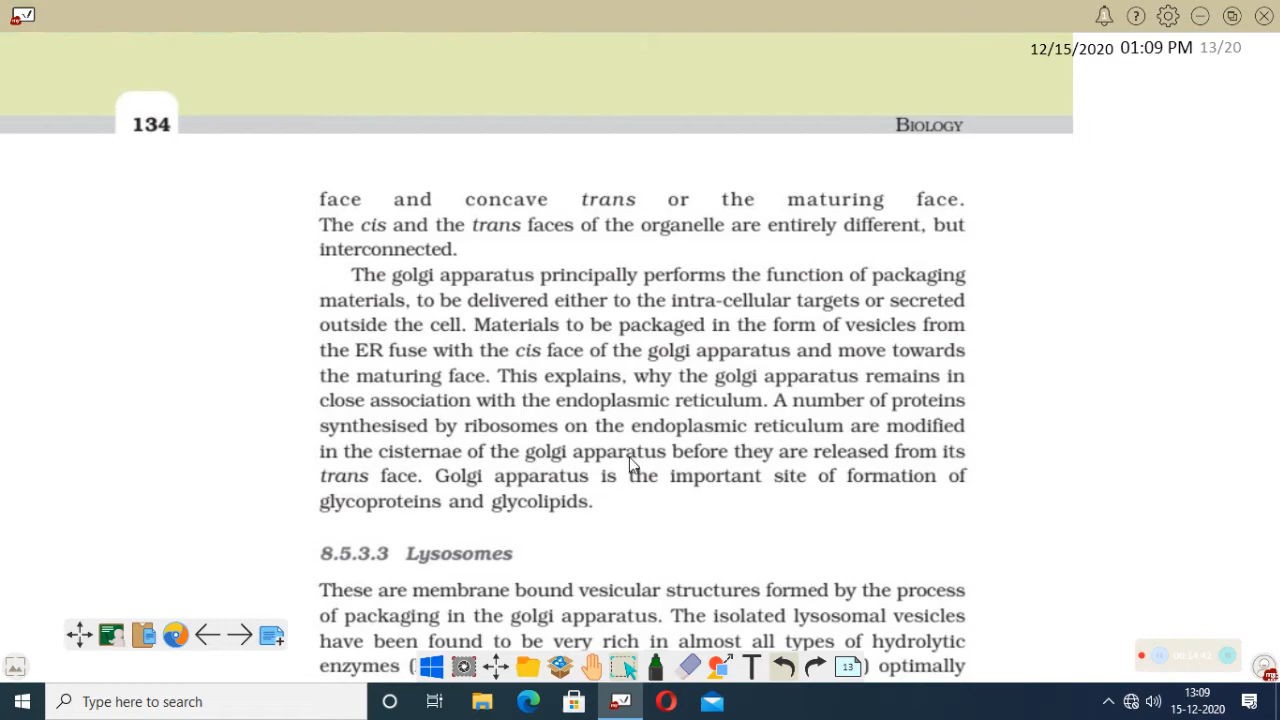 12/15/2020 01:09 PM 13/20
134
BIOLOGY
face and concave trans or the maturing face.
The cis and the trans faces of the organelle are entirely different, but
interconnected.
The golgi apparatus principally performs the function of packaging
materials, to be delivered either to the intra-cellular targets or secreted
outside the cell. Materials to be packaged in the form of vesicles from
the ER fuse with the cis face of the golgi apparatus and move towards
the maturing face. This explains, why the golgi apparatus remains in
close association with the endoplasmic reticulum. A number of proteins
synthesised by ribosomes on the endoplasmic reticulum are modified
in the cisternae of the golgi apparatus before they are released from its
trans face. Golgi apparatus is the important site of formation of
glycoproteins and glycolipids.
8.5.3.3 Lysosomes
These are membrane bound vesicular structures formed by the process
of packaging in the golgi apparatus. The isolated lysosomal vesicles
have been found to be very rich in almost all types of hydrolytic
enzymes ( ) optimally
13
Type here to search
13:09
15-12-2020